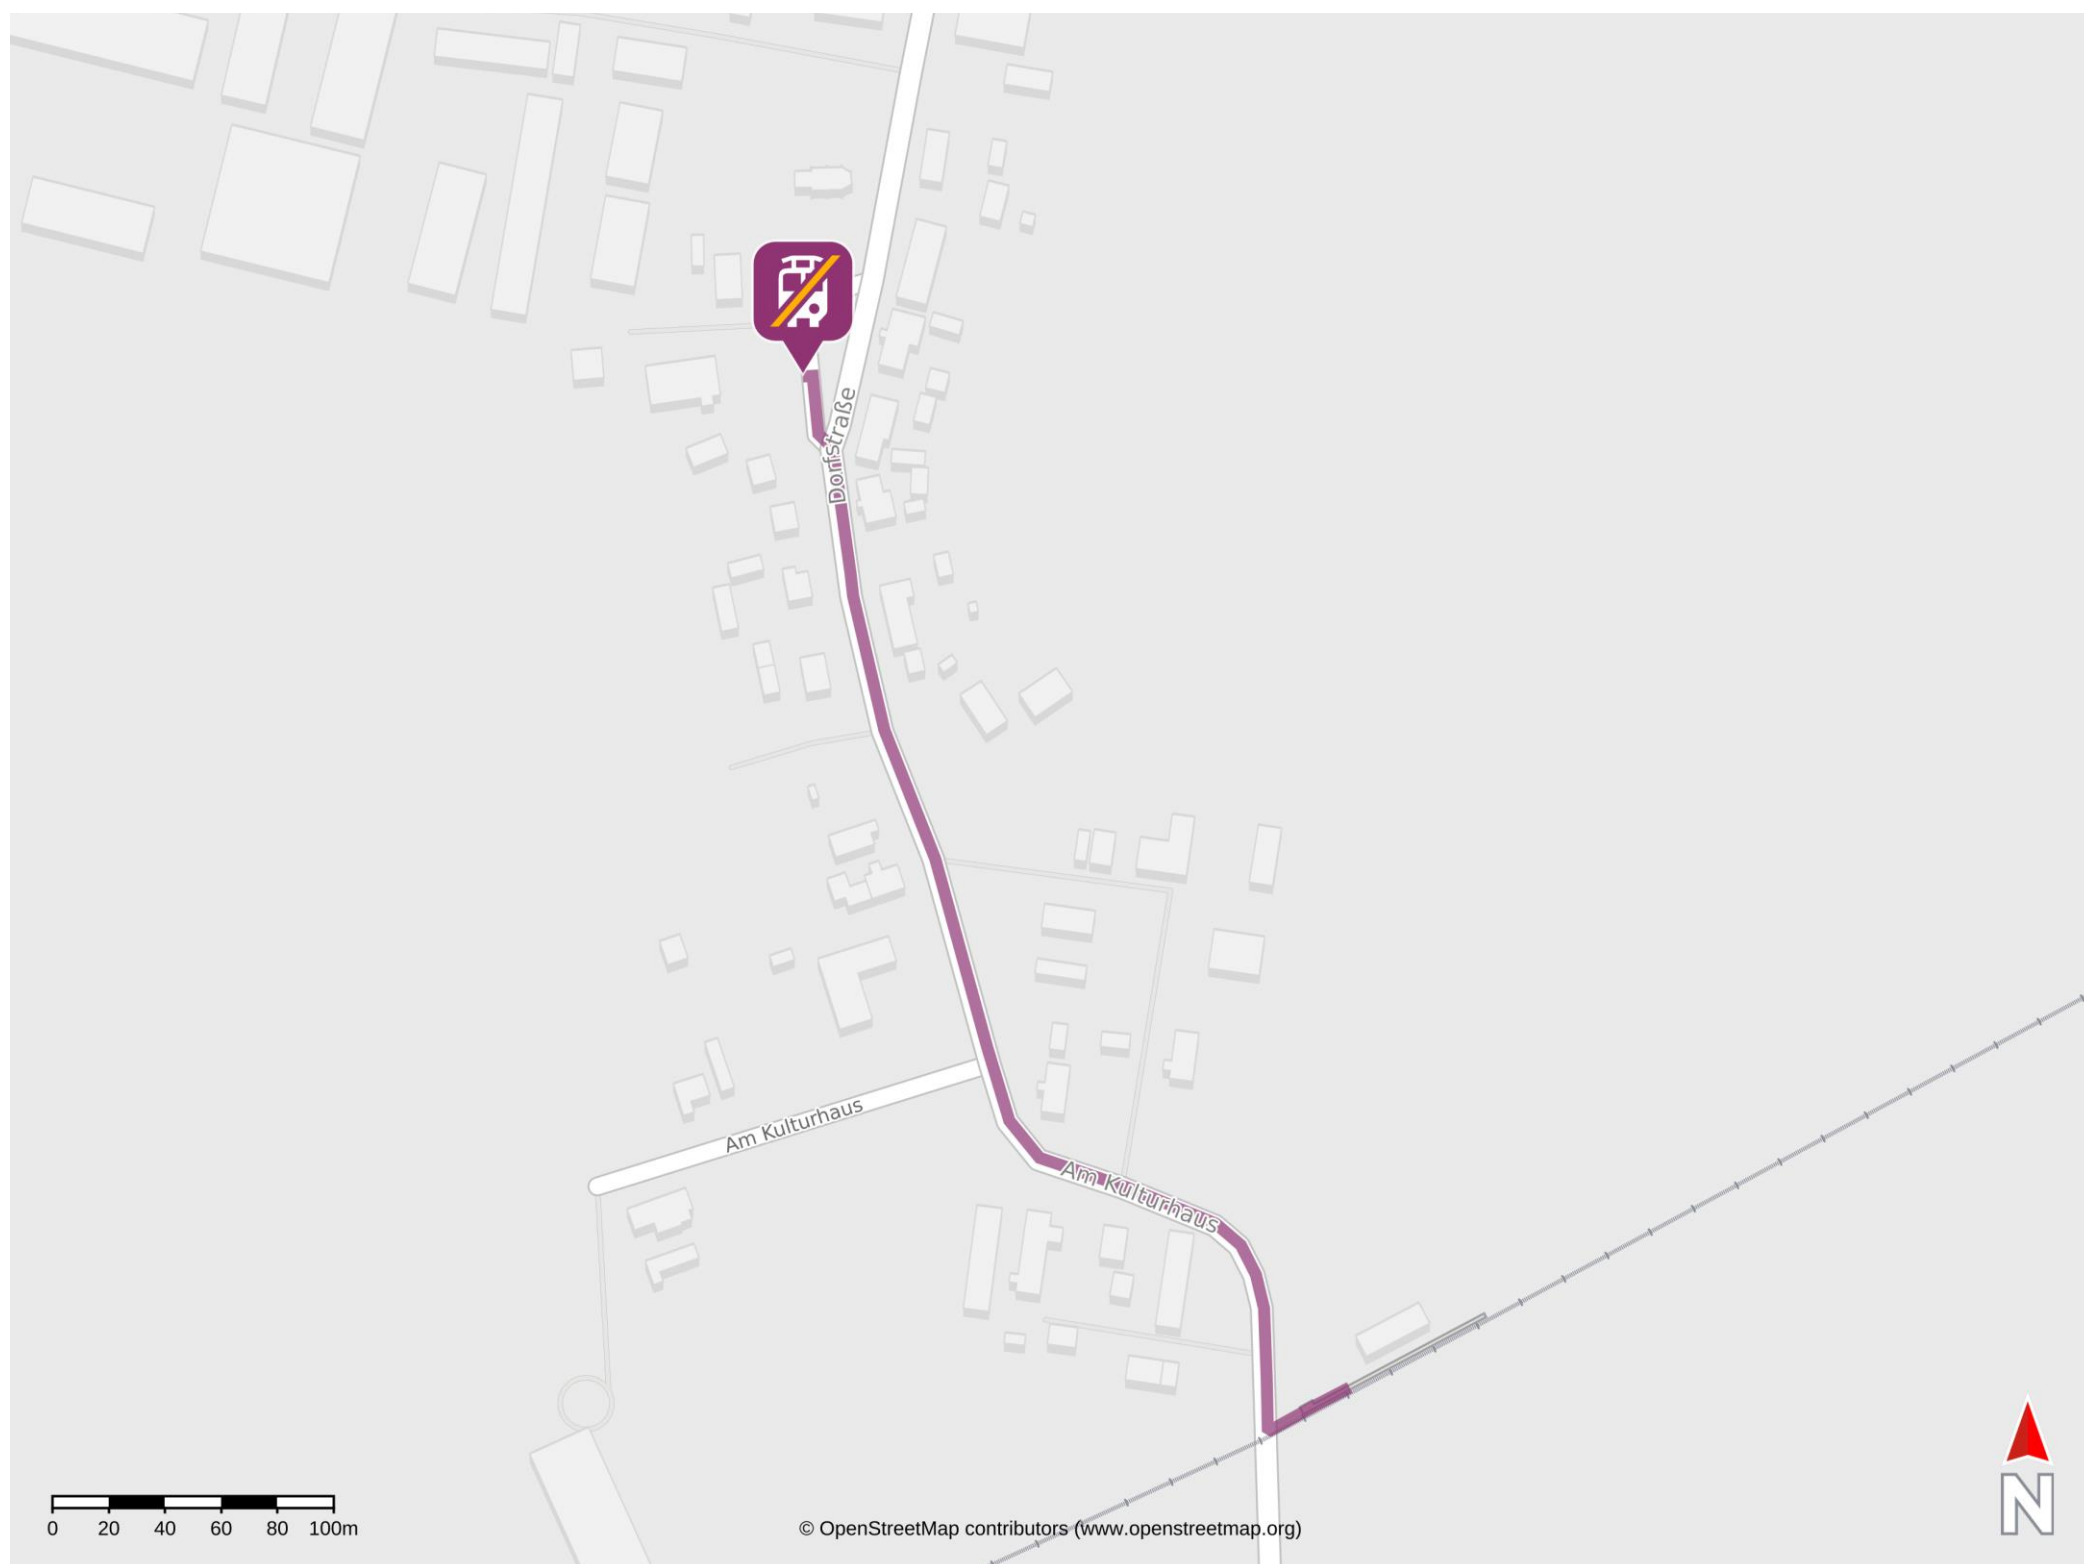 Dorfstraße
Am Kulturhaus
Am Kulturhaus
0 20 40 60 80 100m
© OpenStreetMap contributors (www.openstreetmap.org)
N